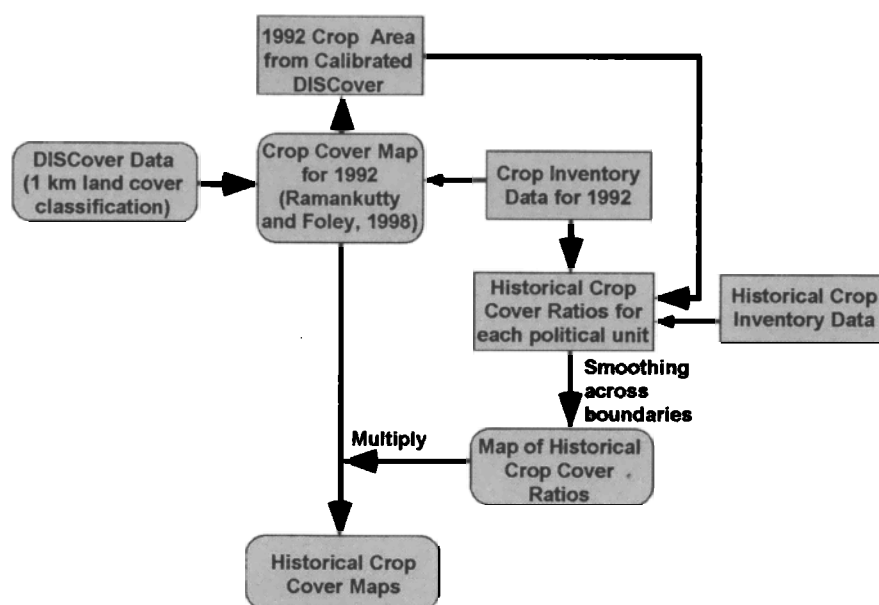 1992 Crop Area
from Calibrated
DISCover
DISCover Data
(1 km land cover
classification)
Crop Cover Map
for 1992
(Ramankutty
and Foley, 1998)
Crop Inventory
Data for 1992
Historical Crop
Cover Ratios for
each political unit
Historical Crop
Inventory Data
Smoothing
across
boundaries
Multiply
Map of Historical
Crop Cover
Ratios
Historical Crop
Cover Maps